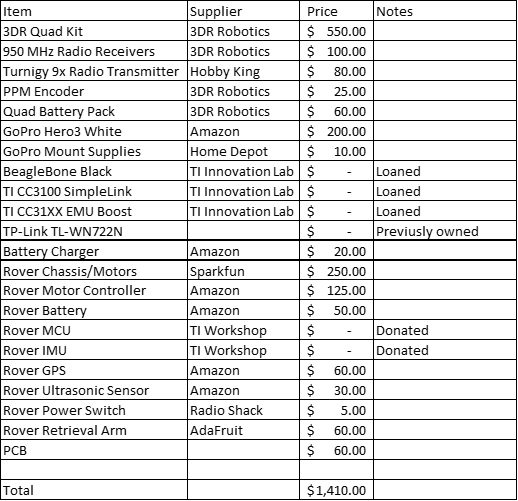 Item Supplier Price Notes
3DR Quad Kit 3DR Robotics $ 550.00
950 MHz Radio Receivers 3DR Robotics $ 100.00
Turnigy 9x Radio Transmitter Hobby King $ 80.00
PPM Encoder 3DR Robotics $ 25.00
Quad Battery Pack 3DR Robotics $ 60.00
GoPro Hero3 White Amazon $ 200.00
GoPro Mount Supplies Home Depot $ 10.00
BeagleBone Black TI Innovation Lab $ - Loaned
TI CC3100 SimpleLink TI Innovation Lab $ - Loaned
TI CC31XX EMU Boost TI Innovation Lab $ - Loaned
TP-Link TL-WN722N $ - Previusly owned
Battery Charger Amazon $ 20.00
Rover Chassis/Motors Sparkfun $ 250.00
Rover Motor Controller Amazon $ 125.00
Rover Battery Amazon $ 50.00
Rover MCU TI Workshop $ - Donated
Rover IMU TI Workshop $ - Donated
Rover GPS Amazon $ 60.00
Rover Ultrasonic Sensor Amazon $ 30.00
Rover Power Switch Radio Shack $ 5.00
Rover Retrieval Arm AdaFruit $ 60.00
PCB $ 60.00
Total $1,410.00